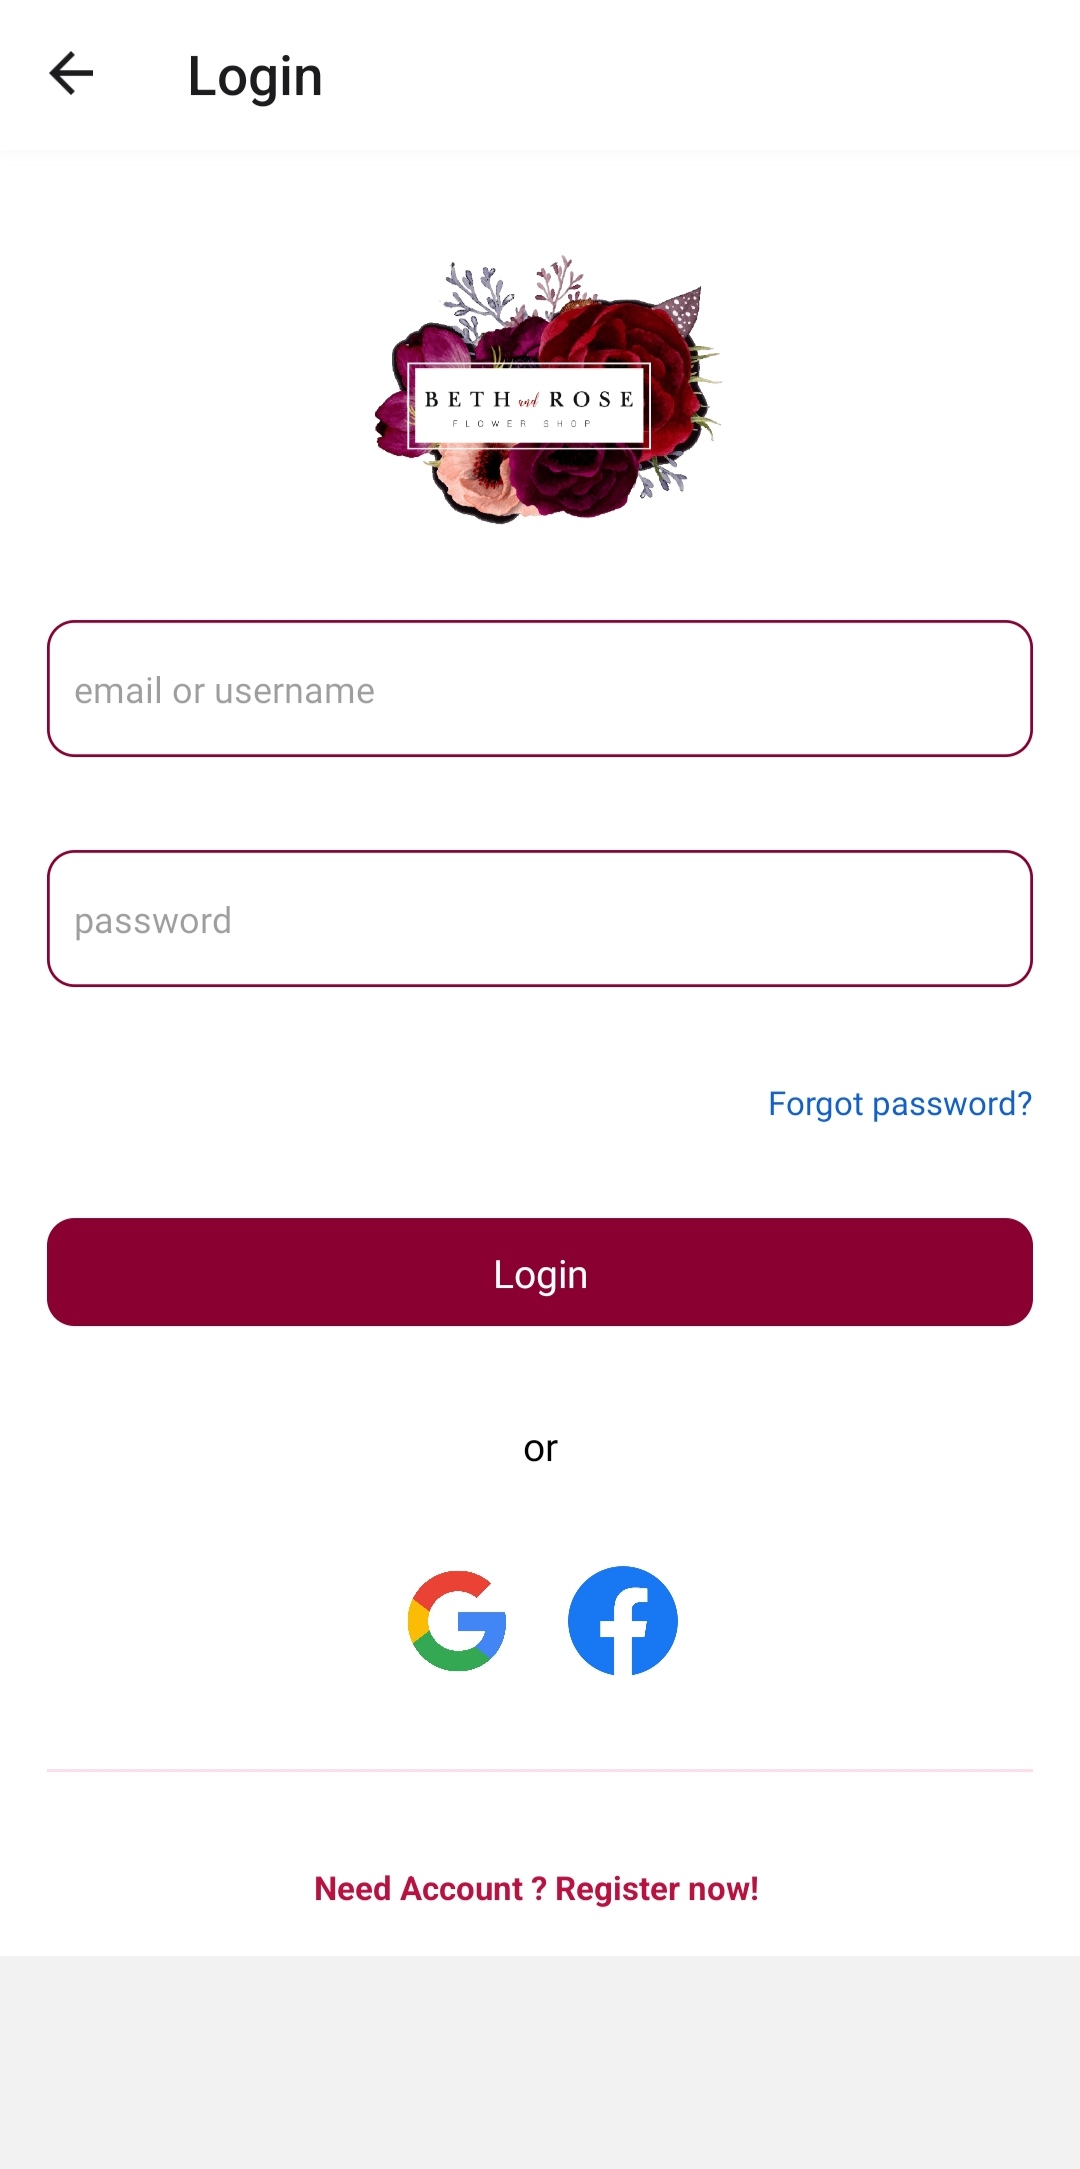 Login
BETH and ROSE
FLOWER SHOP
email or username
password
Forgot password?
Login
or
Need Account ? Register now!